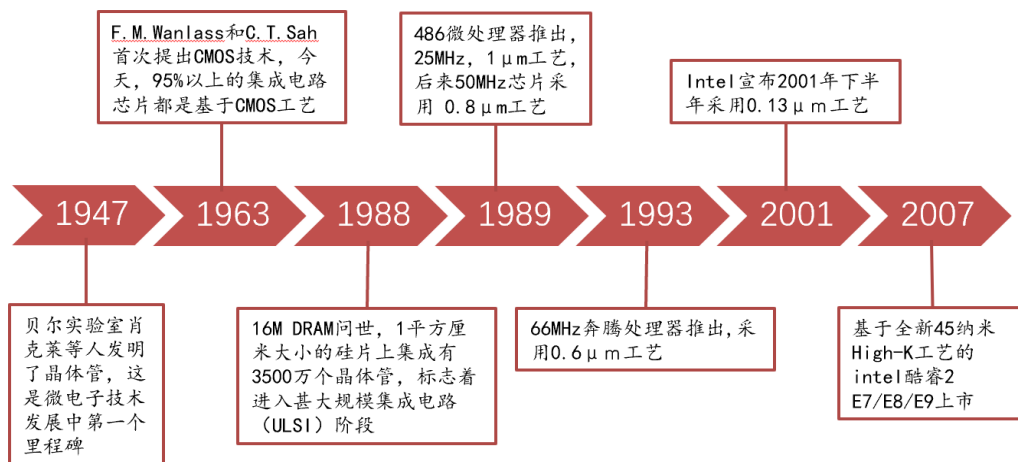 F.M.Wanlass和C.T.Sah
首次提出CMOS技术，今
天，95%以上的集成电路
芯片都是基于CMOS工艺
486微处理器推出，
25MHz，1μm工艺，
后来50MHz芯片采
用 0.8μm工艺
Intel宣布2001年下半
年采用0.13μm工艺
1947
1963
1988
1989
1993
2001
2007
贝尔实验室肖
克莱等人发明
了晶体管，这
是微电子技术
发展中第一个
里程碑
16M DRAM问世，1平方厘
米大小的硅片上集成有
3500万个晶体管，标志着
进入甚大规模集成电路
（ULSI）阶段
66MHz奔腾处理器推出，采
用0.6μm工艺
基于全新45纳米
High-K工艺的
intel酷睿2
E7/E8/E9上市